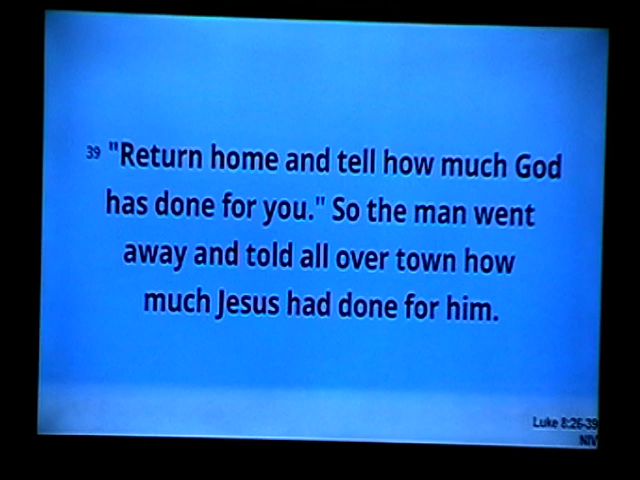 39 "Return home and tell how much God
has done for you." So the man went
away and told all over town how
much Jesus had done for him.
Luke 8:26-39
NIV